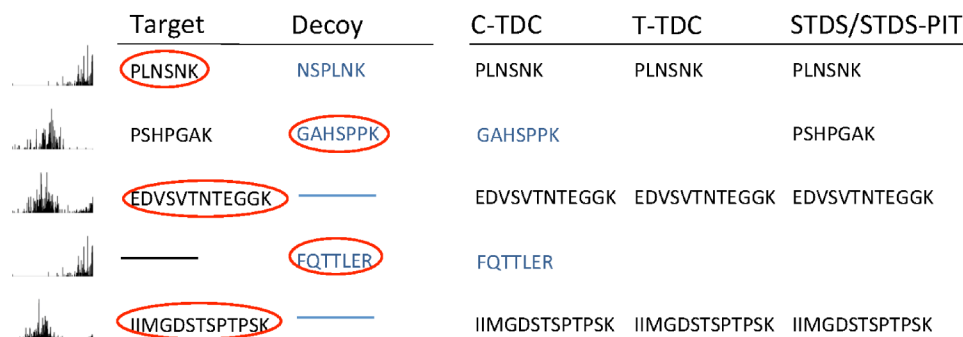 Target Decoy C-TDC T-TDC STDS/STDS-PIT
PLNSNK NSPLNK PLNSNK PLNSNK PLNSNK
PSHPGAK GAHSPPK GAHSPPK PSHPGAK
EDVSVTNTEGGK EDVSVTNTEGGK EDVSVTNTEGGK EDVSVTNTEGGK
FQTTLER FQTTLER
IIMGDSTSPTPSK IIMGDSTSPTPSK IIMGDSTSPTPSK IIMGDSTSPTPSK